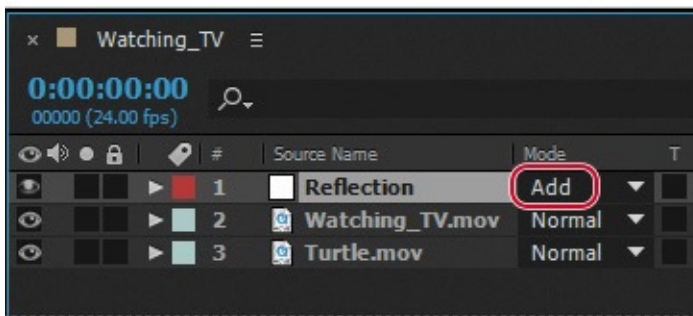 Watching_TV
0:00:00:00
00000 (24.00 fps)
# Source Name Mode T
1 Reflection Add
2 Watching_TV.mov Normal
3 Turtle.mov Normal